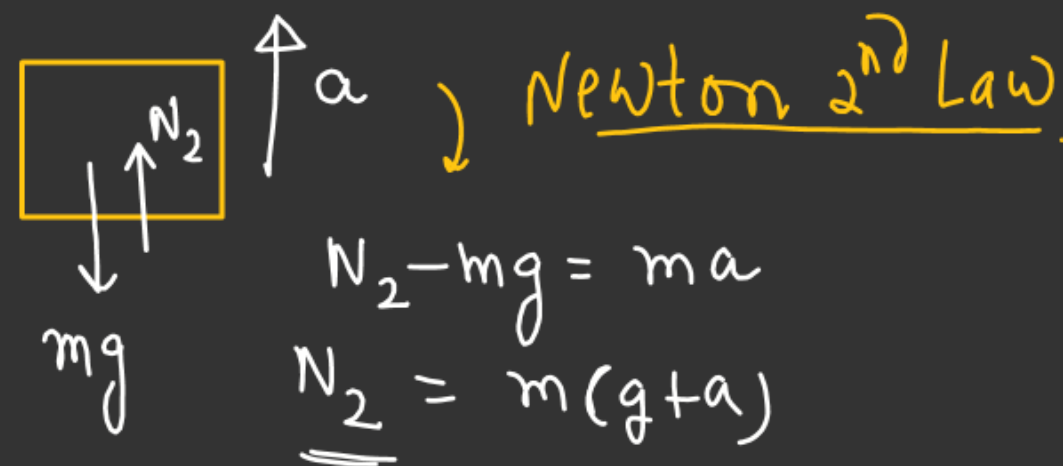 N₂
a
Newton 2ⁿᵈ Law
mg
N₂-mg = ma
N₂ = m(g+a)